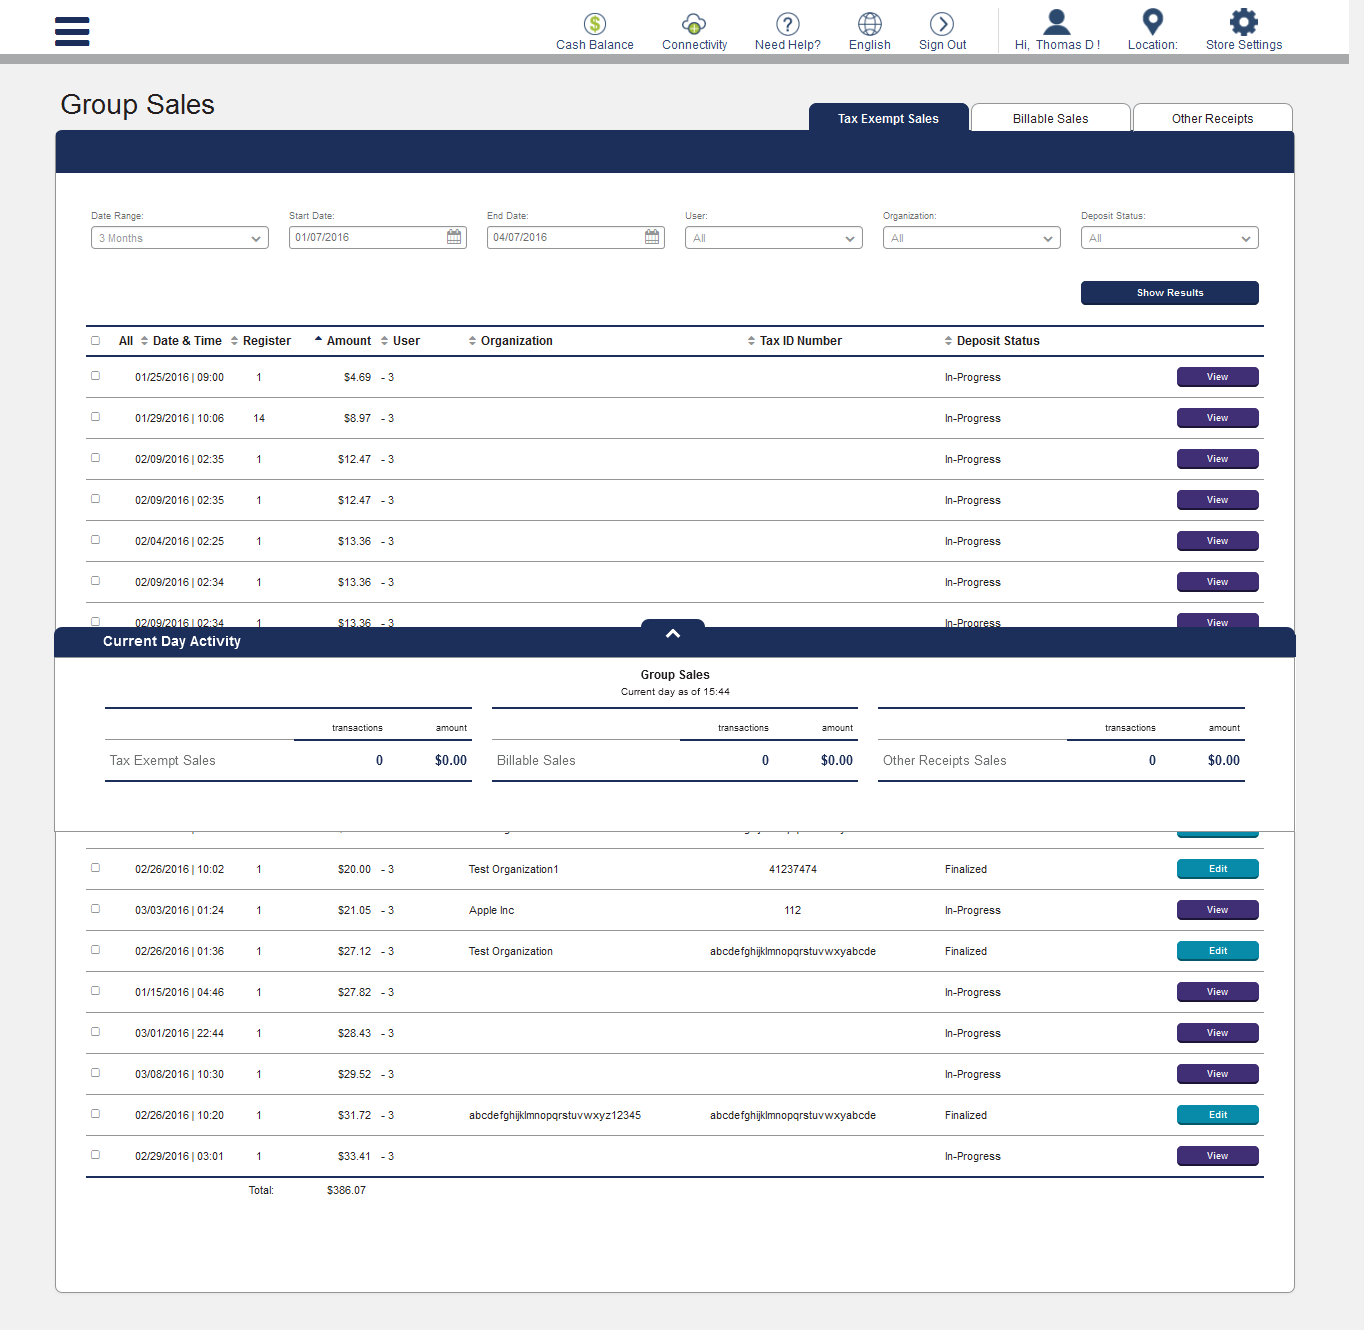 Cash Balance Connectivity Need Help? English Sign Out Hi, Thomas D ! Location: Store Settings
Group Sales
Tax Exempt Sales Billable Sales Other Receipts
Date Range: Start Date: End Date: User: Organization: Deposit Status:
3 Months 01/07/2016 04/07/2016 All All All
Show Results
All Date & Time Register Amount User Organization Tax ID Number Deposit Status
01/25/2016 | 09:00 1 $4.69 - 3 In-Progress View
01/29/2016 | 10:06 14 $8.97 - 3 In-Progress View
02/09/2016 | 02:35 1 $12.47 - 3 In-Progress View
02/09/2016 | 02:35 1 $12.47 - 3 In-Progress View
02/04/2016 | 02:25 1 $13.36 - 3 In-Progress View
02/09/2016 | 02:34 1 $13.36 - 3 In-Progress View
02/09/2016 | 02:34 1 $13.36 - 3 In-Progress View
Current Day Activity
Group Sales
Current day as of 15:44
transactions amount transactions amount transactions amount
Tax Exempt Sales 0 $0.00 Billable Sales 0 $0.00 Other Receipts Sales 0 $0.00
02/26/2016 | 10:02 1 $20.00 - 3 Test Organization1 41237474 Finalized Edit
03/03/2016 | 01:24 1 $21.05 - 3 Apple Inc 112 In-Progress View
02/26/2016 | 01:36 1 $27.12 - 3 Test Organization abcdefghijklmnopqrstuvwxyabcde Finalized Edit
01/15/2016 | 04:46 1 $27.82 - 3 In-Progress View
03/01/2016 | 22:44 1 $28.43 - 3 In-Progress View
03/08/2016 | 10:30 1 $29.52 - 3 In-Progress View
02/26/2016 | 10:20 1 $31.72 - 3 abcdefghijklmnopqrstuvwxyz12345 abcdefghijklmnopqrstuvwxyabcde Finalized Edit
02/29/2016 | 03:01 1 $33.41 - 3 In-Progress View
Total: $386.07